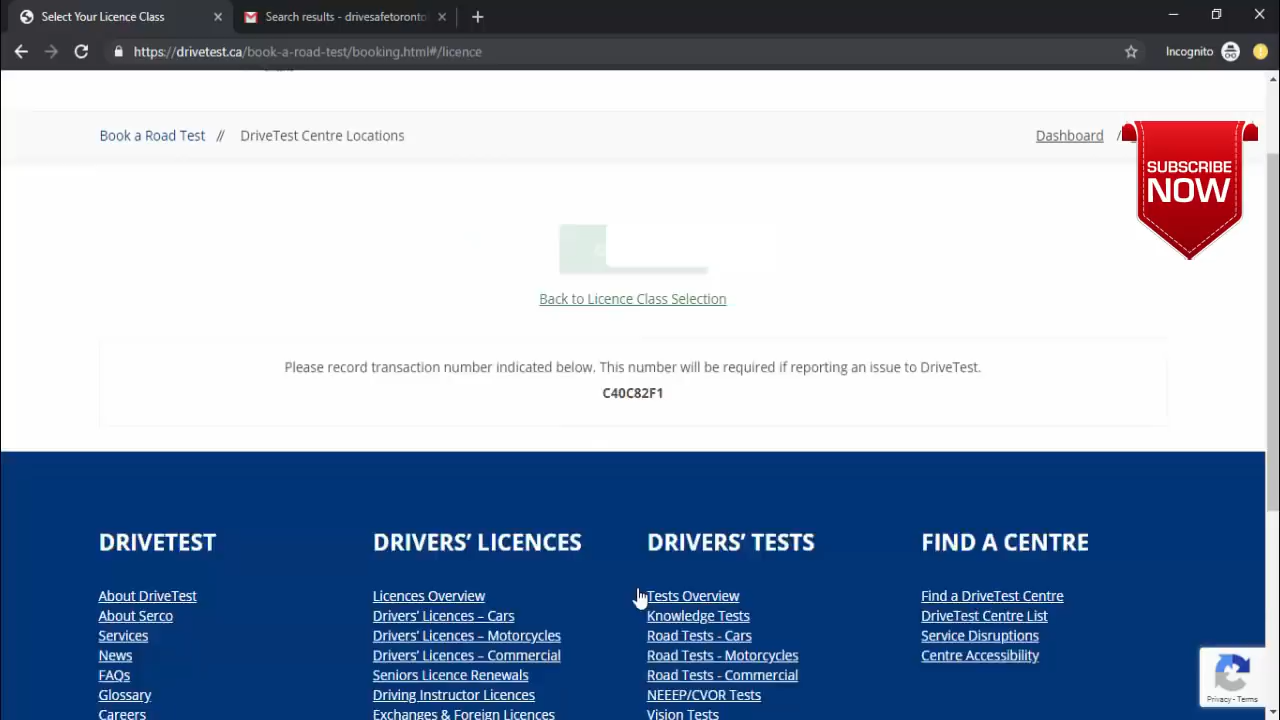 Select Your Licence Class
Search results - drivesafetoronto
https://drivetest.ca/book-a-road-test/booking.html#/licence
Incognito
Book a Road Test // DriveTest Centre Locations
Dashboard /
SUBSCRIBE
NOW
Back to Licence Class Selection
Please record transaction number indicated below. This number will be required if reporting an issue to DriveTest.
C40C82F1
DRIVETEST
About DriveTest
About Serco
Services
News
FAQs
Glossary
Careers
DRIVERS’ LICENCES
Licences Overview
Drivers’ Licences – Cars
Drivers’ Licences – Motorcycles
Drivers’ Licences – Commercial
Seniors Licence Renewals
Driving Instructor Licences
Exchanges & Foreign Licences
DRIVERS’ TESTS
Tests Overview
Knowledge Tests
Road Tests - Cars
Road Tests - Motorcycles
Road Tests - Commercial
NEEEP/CVOR Tests
Vision Tests
FIND A CENTRE
Find a DriveTest Centre
DriveTest Centre List
Service Disruptions
Centre Accessibility
Privacy - Terms